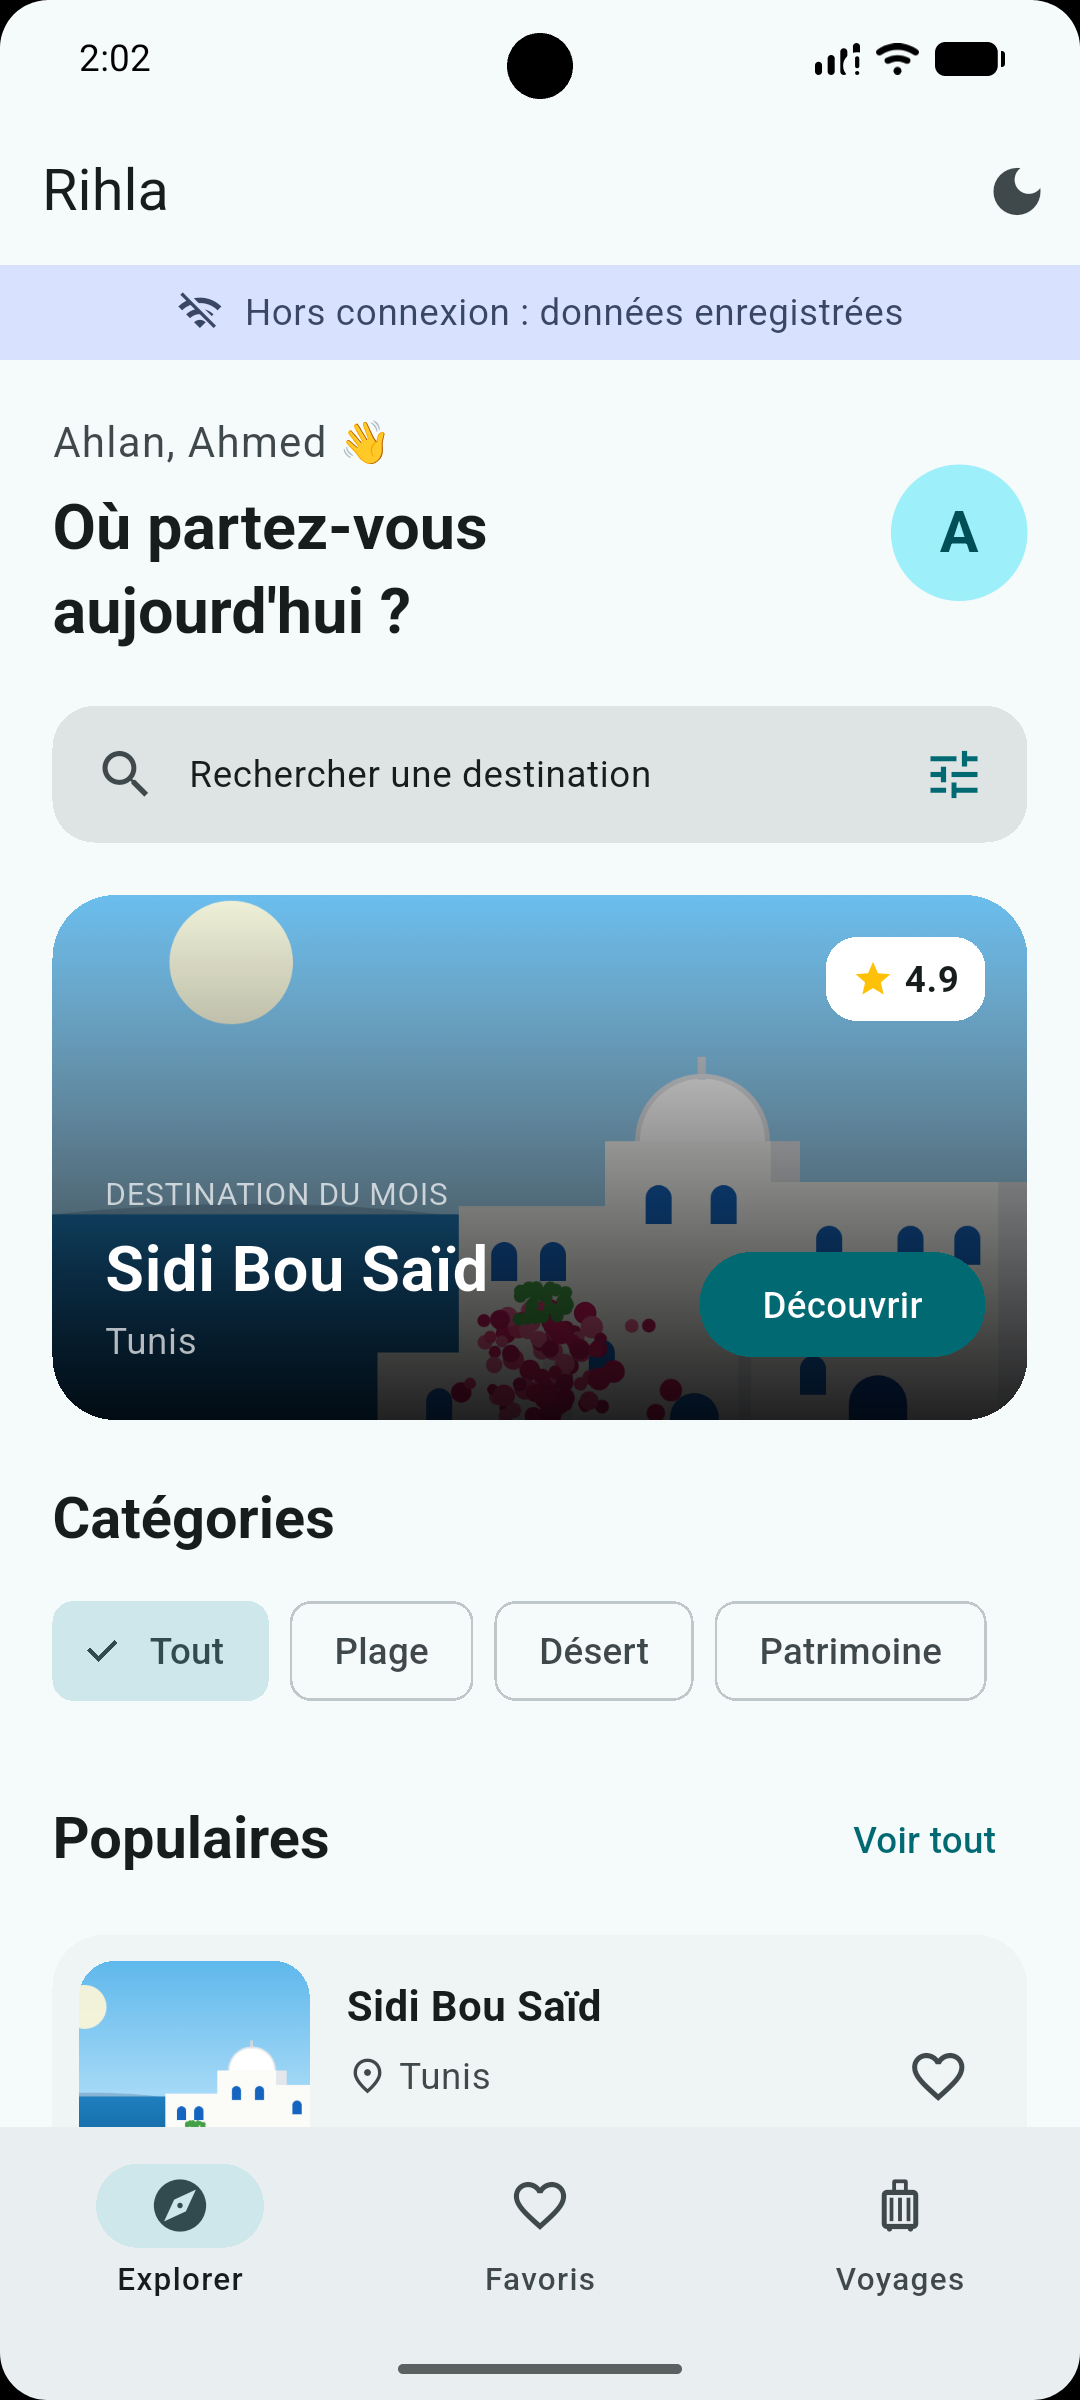 2:02
Rihla
Hors connexion : données enregistrées
Ahlan, Ahmed 👋
Où partez-vous
aujourd'hui ?
A
Rechercher une destination
4.9
DESTINATION DU MOIS
Sidi Bou Saïd
Tunis
Découvrir
Catégories
Tout
Plage
Désert
Patrimoine
Populaires
Voir tout
Sidi Bou Saïd
Tunis
Explorer
Favoris
Voyages